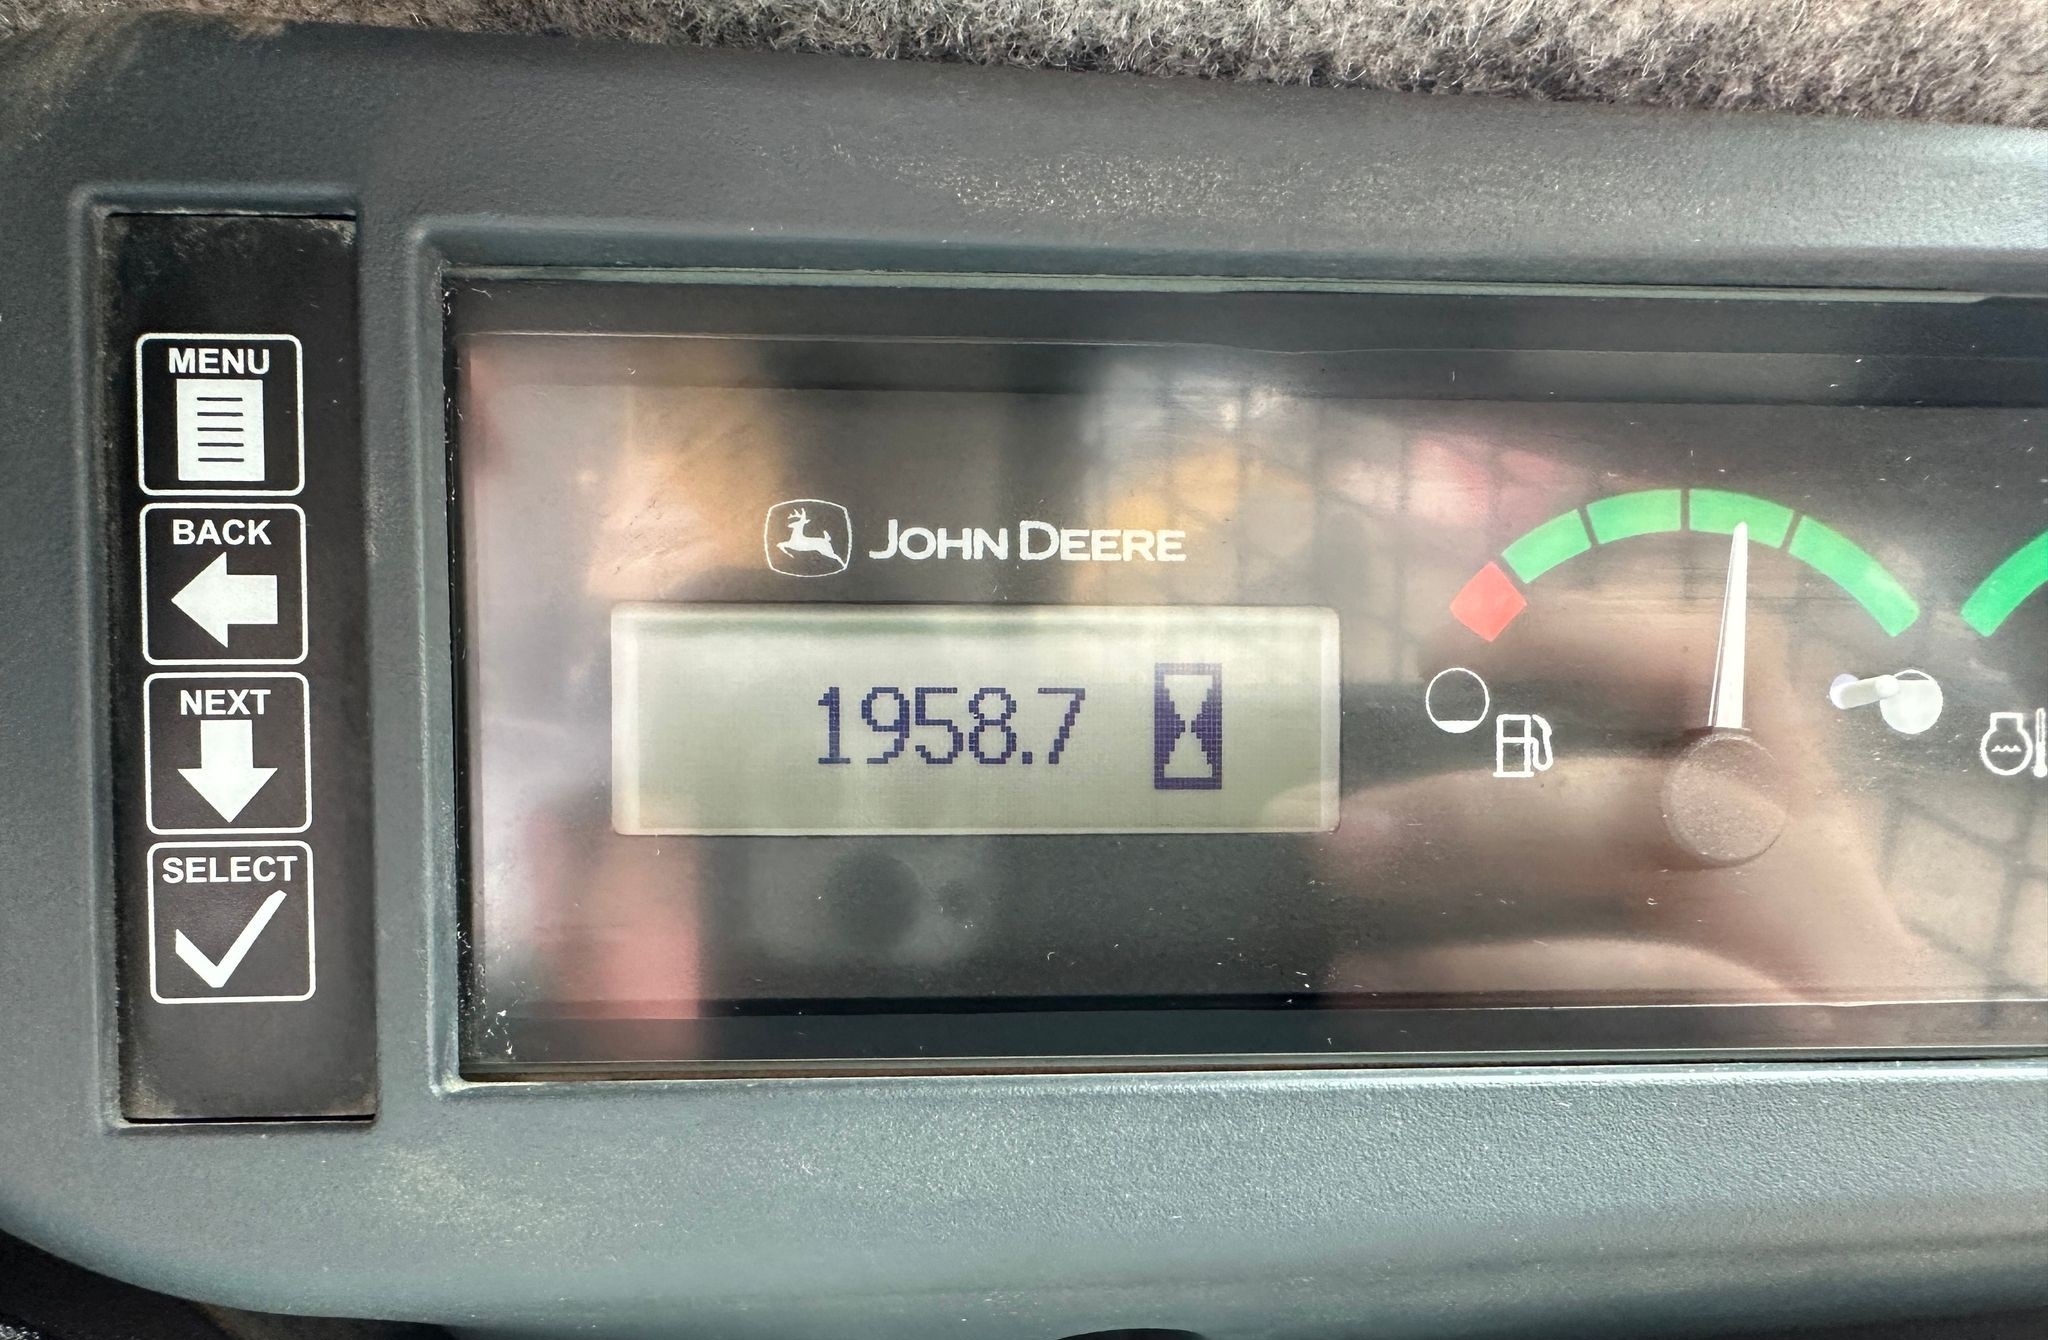 MENU
BACK
NEXT
SELECT
JOHN DEERE
1958.7